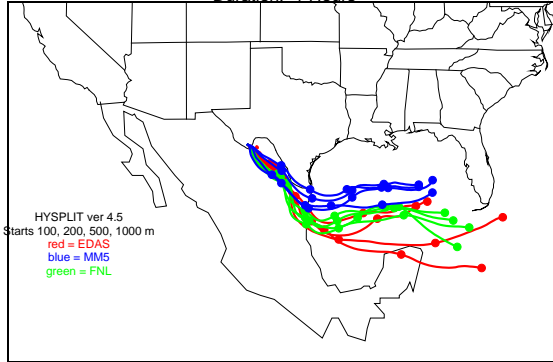 HYSPLIT ver 4.5
Starts 100, 200, 500, 1000 m
red = EDAS
blue = MM5
green = FNL